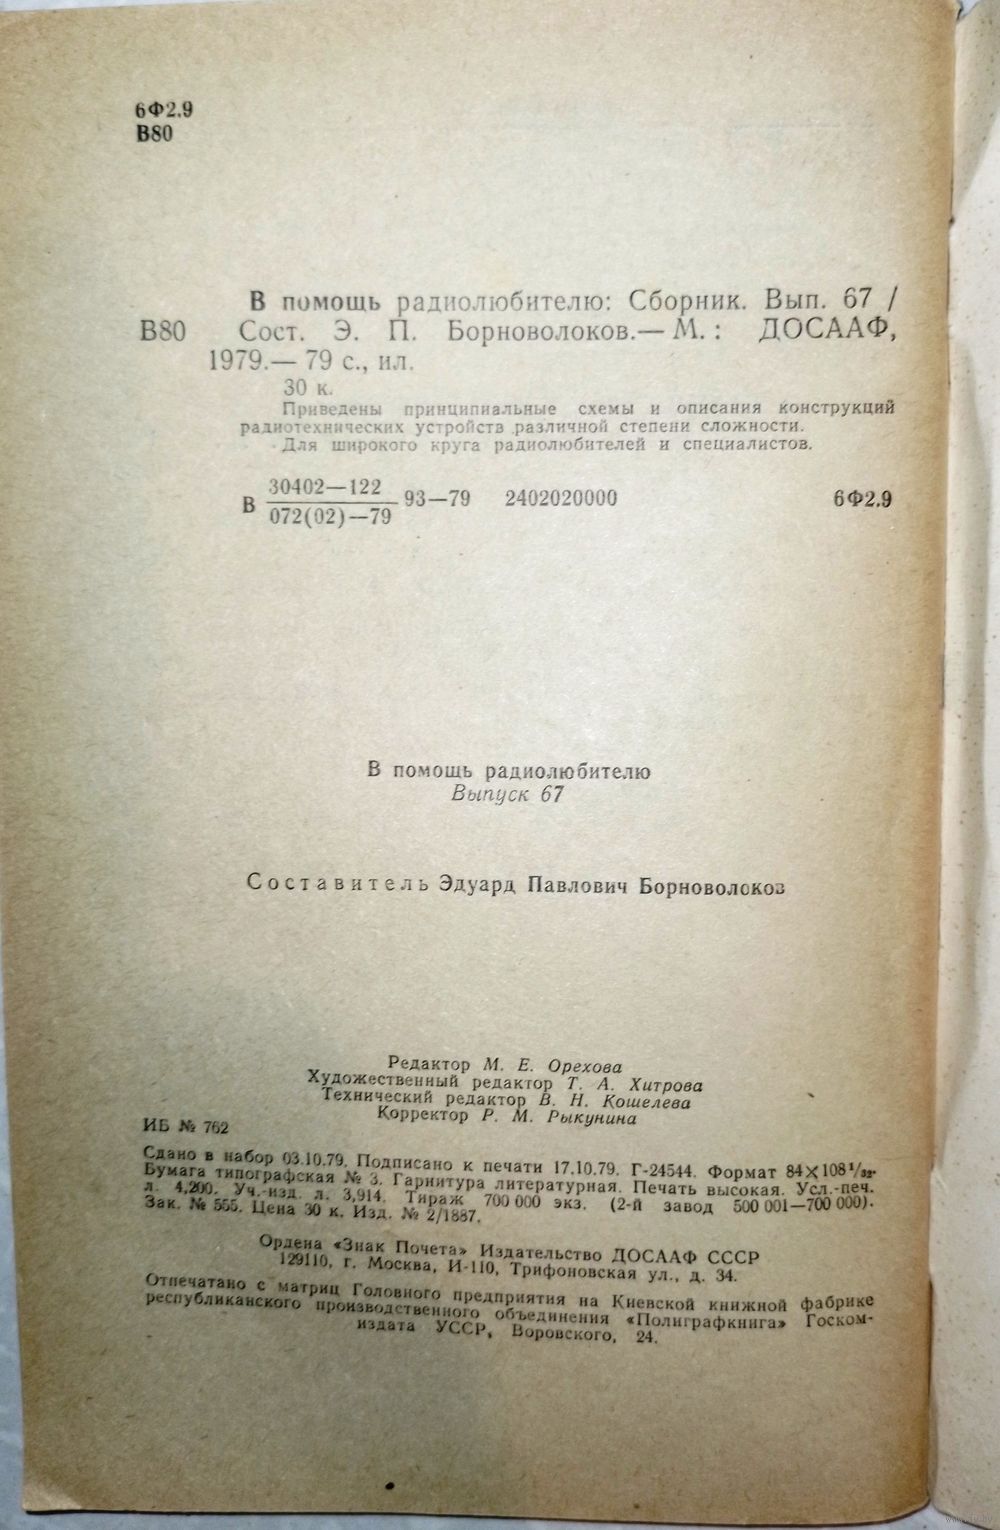 6Ф2.9
В80
В помощь радиолюбителю: Сборник. Вып. 67 /
В80 Сост. Э. П. Борноволоков.— М.: ДОСААФ,
1979.— 79 с., ил.
30 к.
Приведены принципиальные схемы и описания конструкций
радиотехнических устройств различной степени сложности.
Для широкого круга радиолюбителей и специалистов.
В 30402—122 93—79 2402020000 6Ф2.9
072(02)—79
В помощь радиолюбителю
Выпуск 67
Составитель Эдуард Павлович Борноволоков
Редактор М. Е. Орехова
Художественный редактор Т. А. Хитрова
Технический редактор В. Н. Кошелева
Корректор Р. М. Рыкунина
ИБ № 762
Сдано в набор 03.10.79. Подписано к печати 17.10.79. Г-24544. Формат 84×108¹/₃₂.
Бумага типографская № 3. Гарнитура литературная. Печать высокая. Усл.-печ.
л. 4,200. Уч.-изд. л. 3,914. Тираж 700 000 экз. (2-й завод 500 001—700 000).
Зак. № 555. Цена 30 к. Изд. № 2/1887.
Ордена «Знак Почета» Издательство ДОСААФ СССР
129110, г. Москва, И-110, Трифоновская ул., д. 34.
Отпечатано с матриц Головного предприятия на Киевской книжной фабрике
республиканского производственного объединения «Полиграфкнига» Госком-
издата УССР, Воровского, 24.